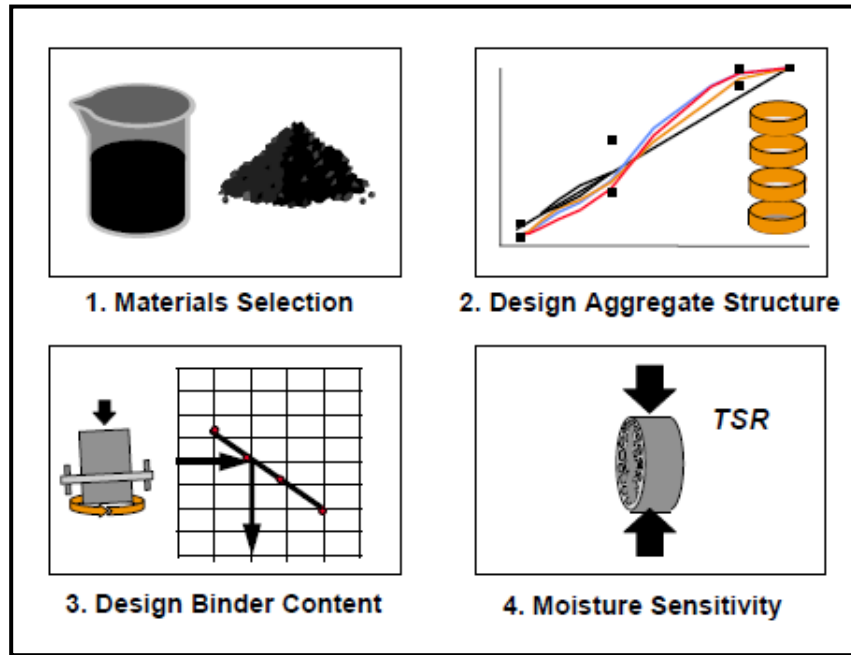 1. Materials Selection
2. Design Aggregate Structure
TSR
3. Design Binder Content
4. Moisture Sensitivity